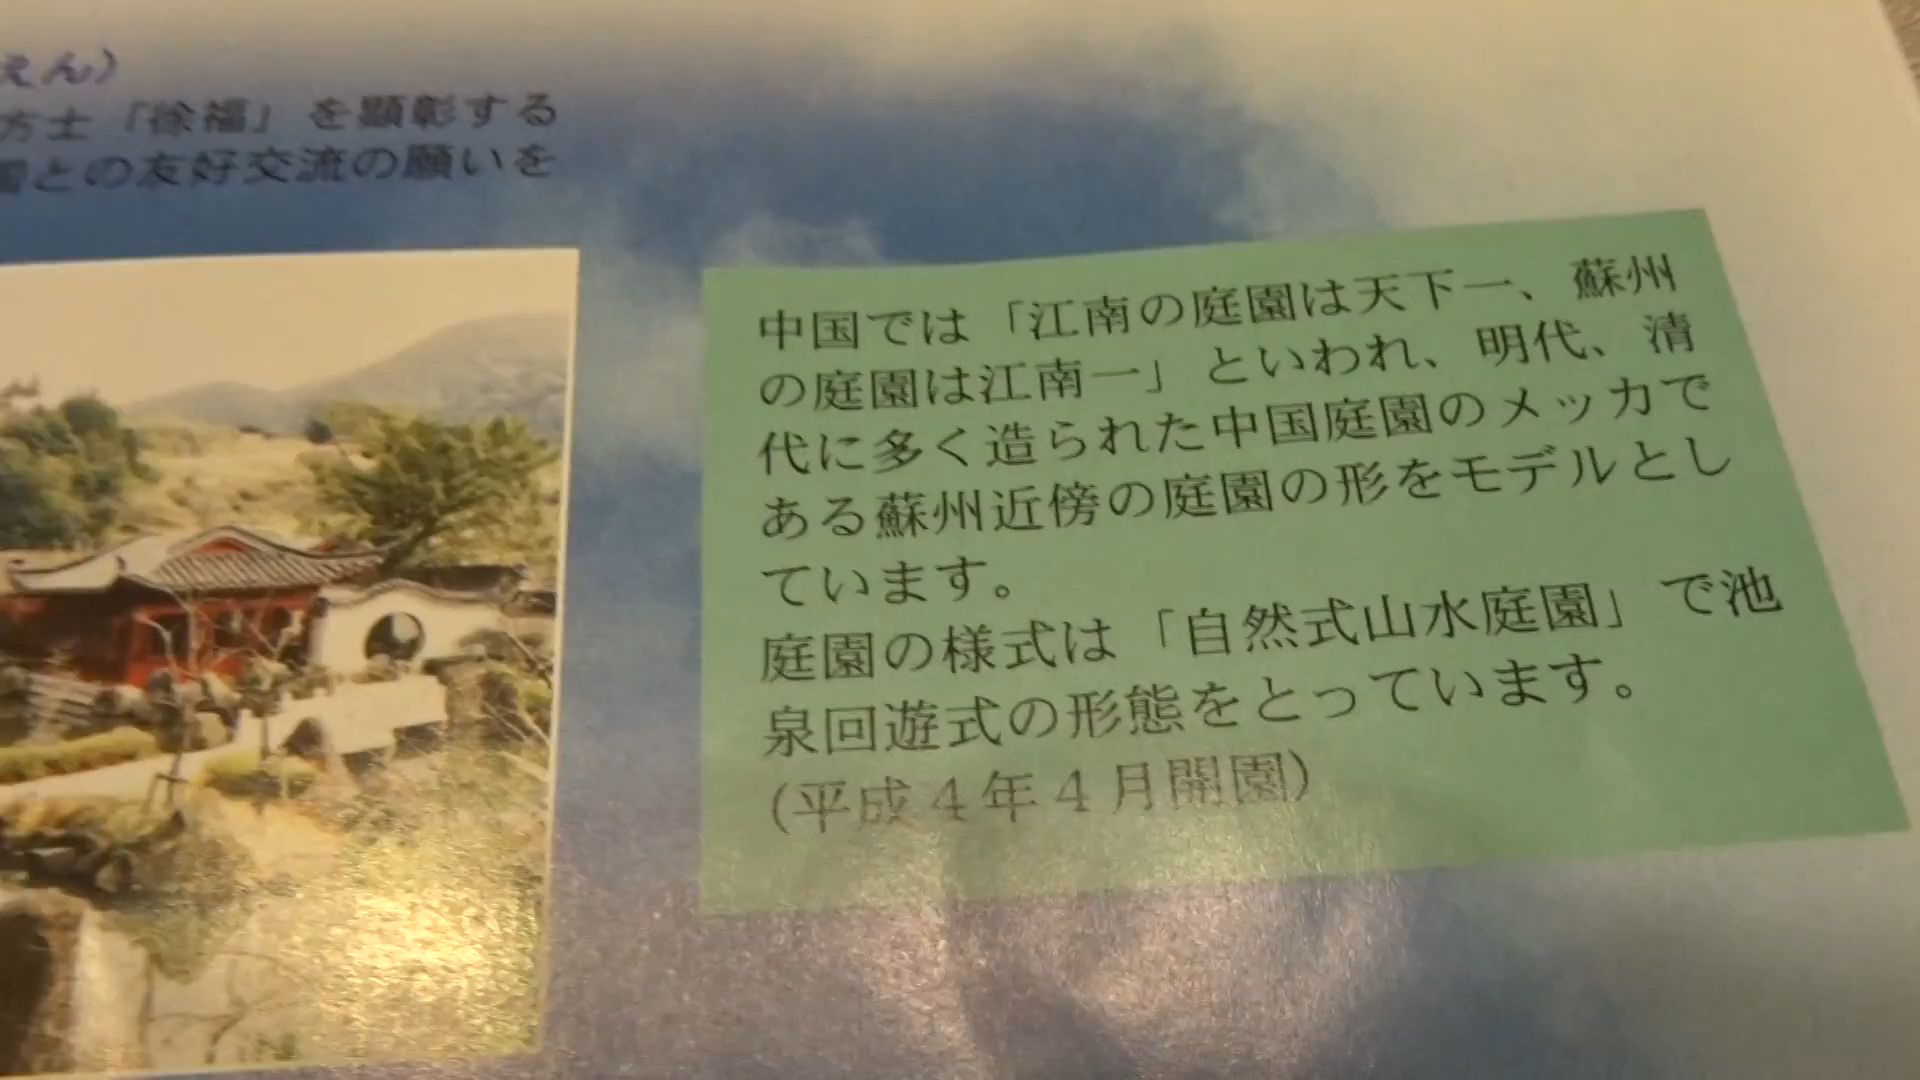 えん）
方士「徐福」を顕彰する
国との友好交流の願いを
中国では「江南の庭園は天下一、蘇州
の庭園は江南一」といわれ、明代、清
代に多く造られた中国庭園のメッカで
ある蘇州近傍の庭園の形をモデルとし
ています。
庭園の様式は「自然式山水庭園」で池
泉回遊式の形態をとっています。
（平成４年４月開園）